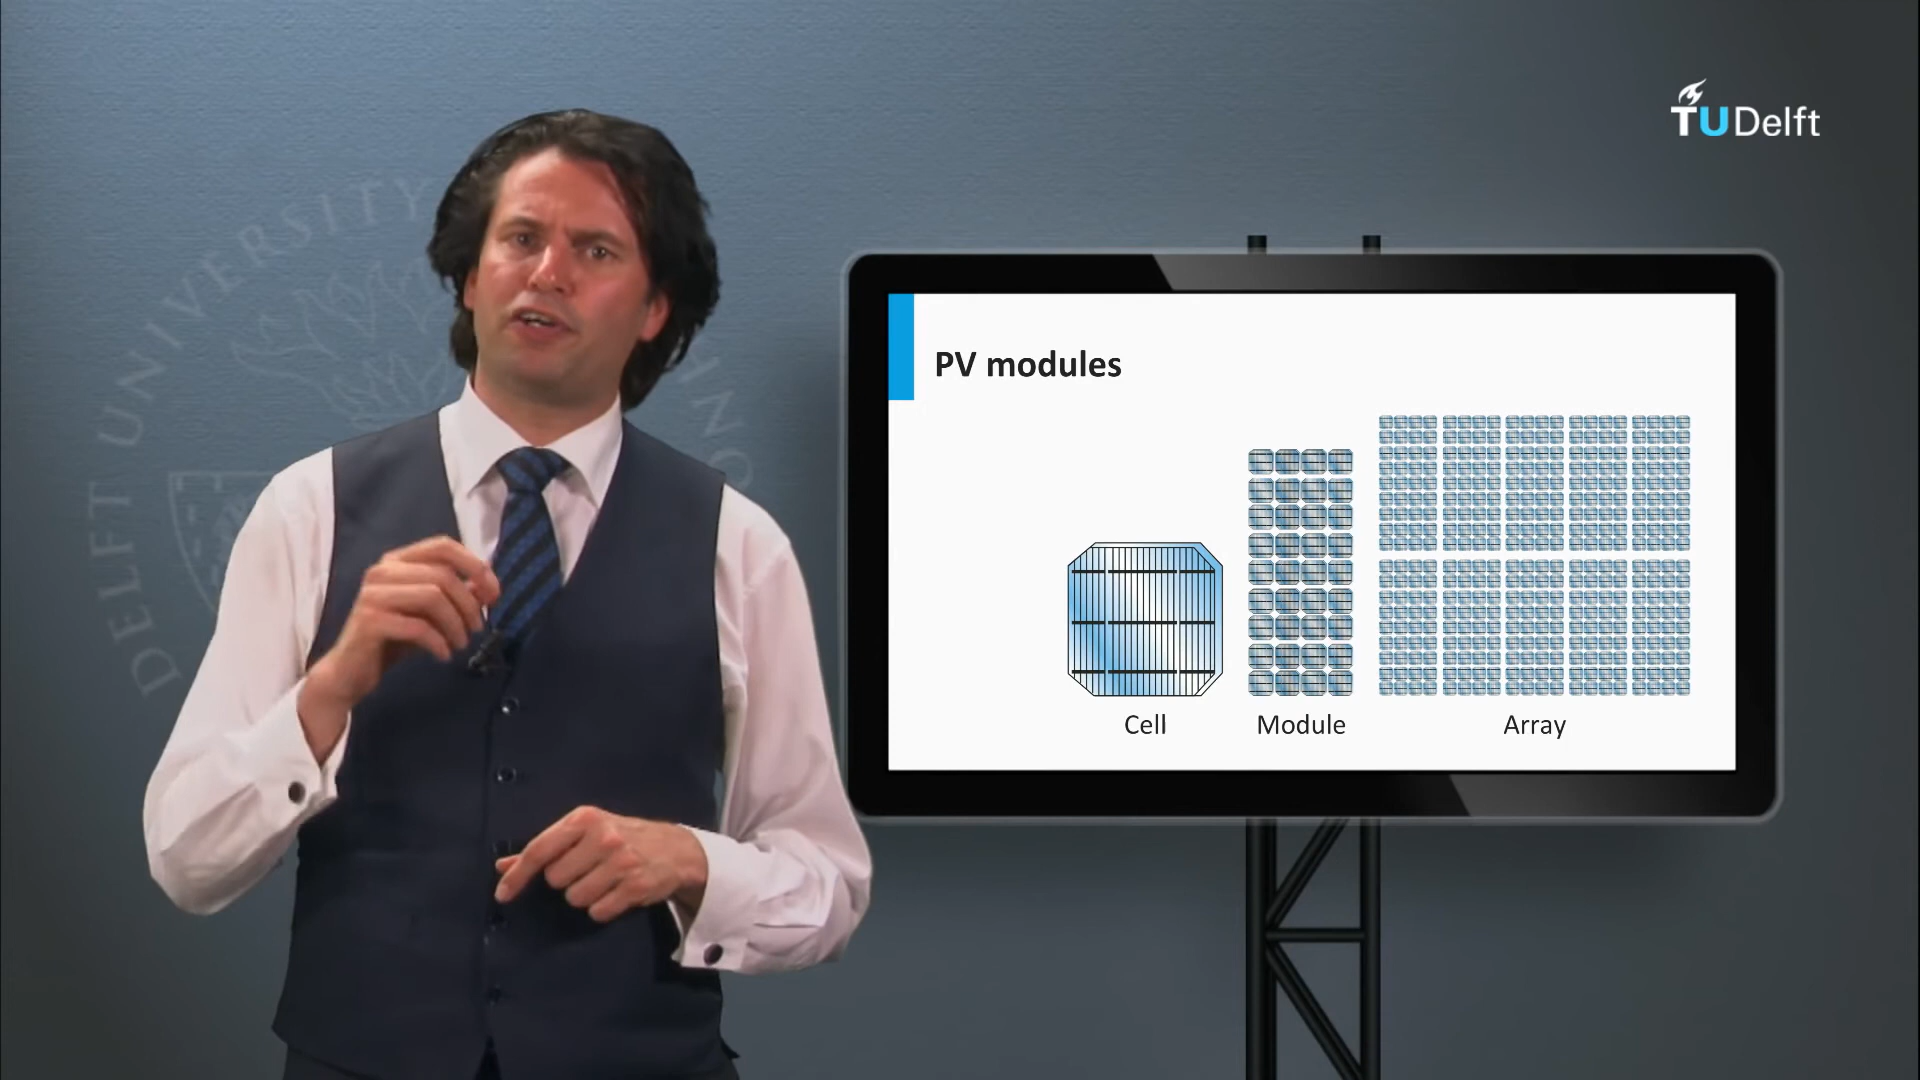 TUDelft
DELFT UNIVERSITY
PV modules
Cell
Module
Array